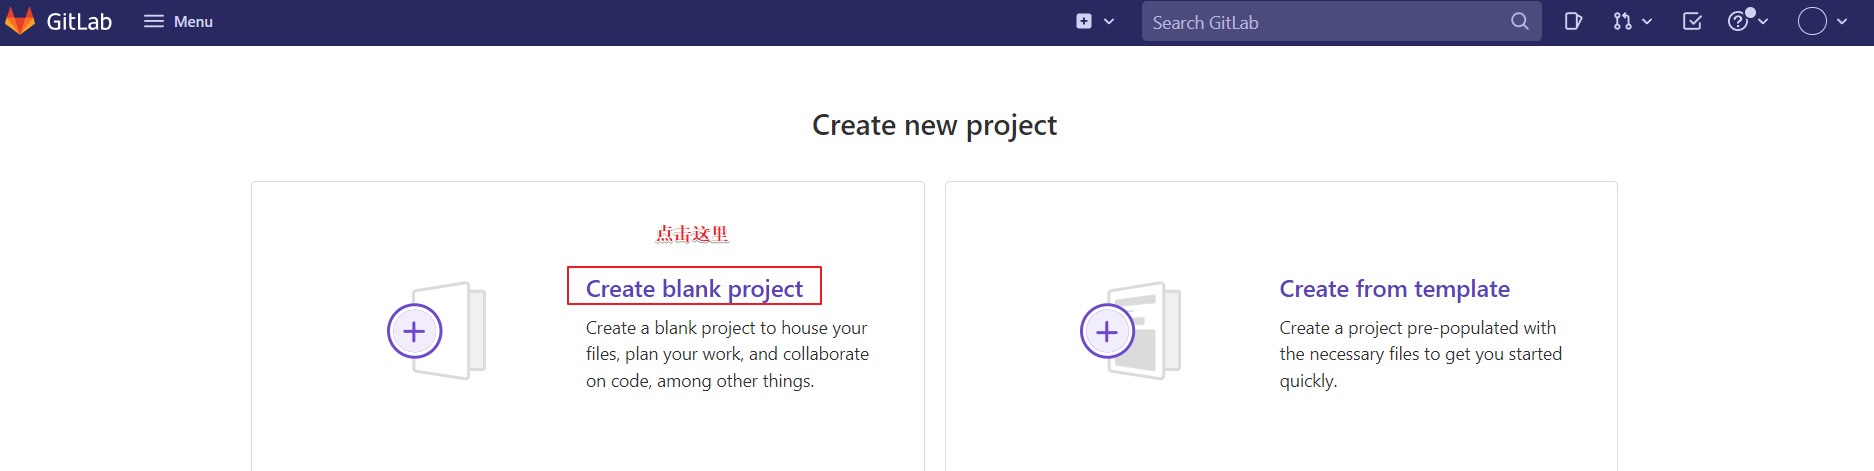 GitLab
Menu
Search GitLab
Create new project
点击这里
Create blank project
Create a blank project to house your
files, plan your work, and collaborate
on code, among other things.
Create from template
Create a project pre-populated with
the necessary files to get you started
quickly.